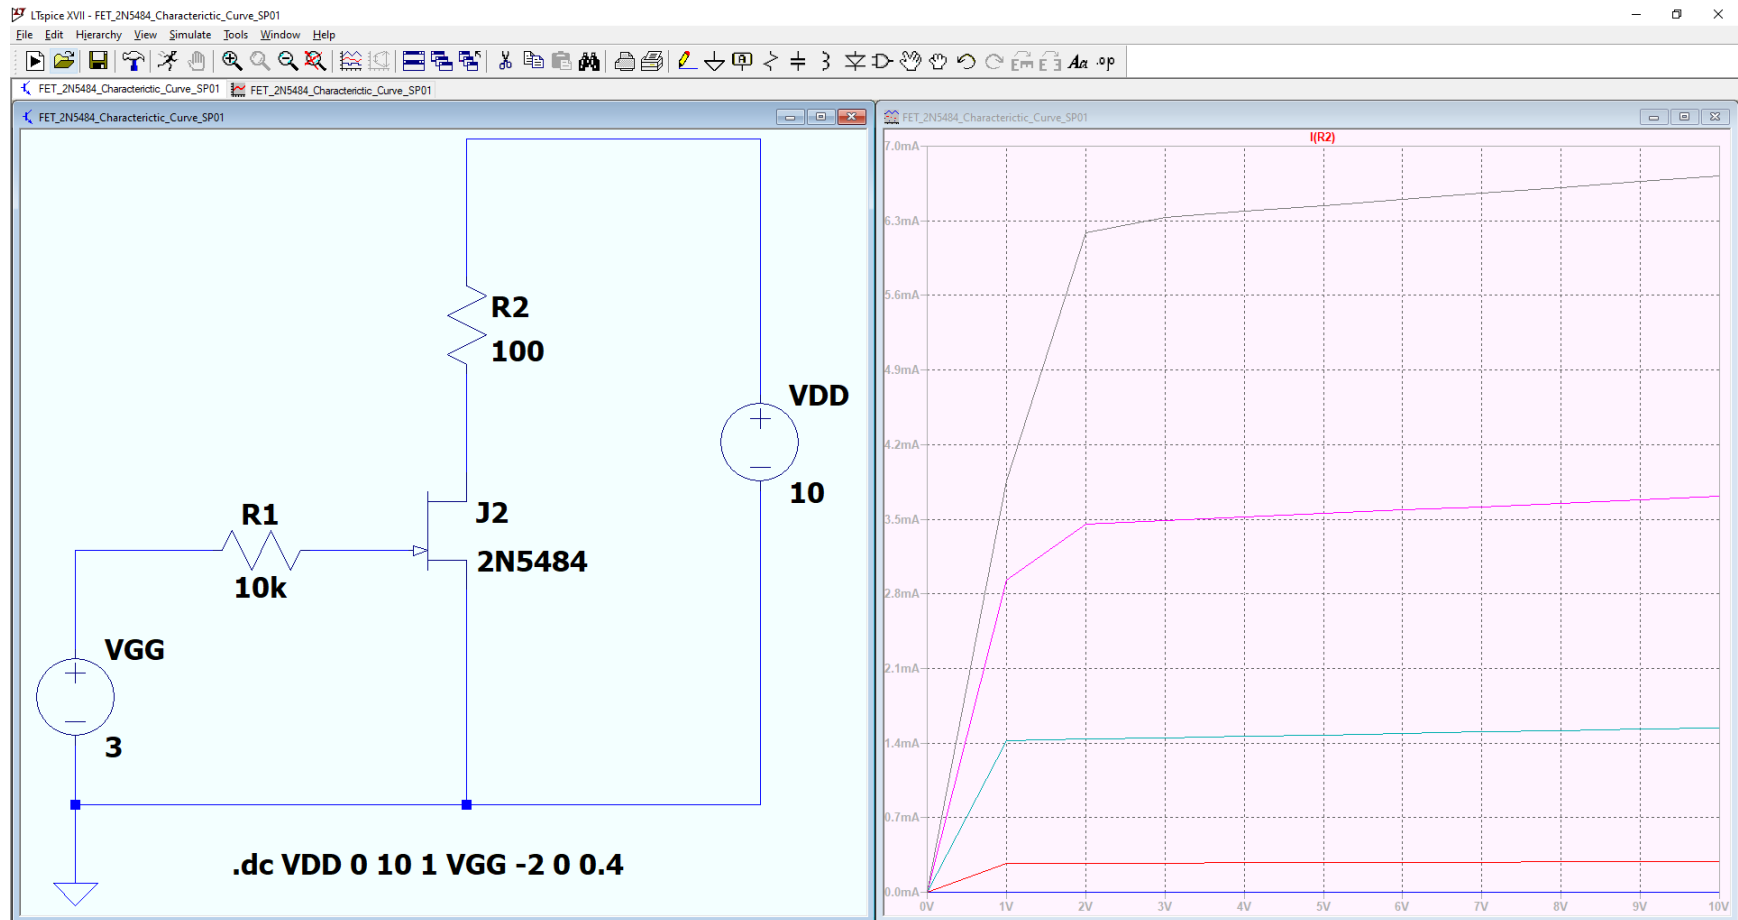 LTspice XVII - FET_2N5484_Characterictic_Curve_SP01
File Edit Hierarchy View Simulate Tools Window Help
Aa .op
FET_2N5484_Characterictic_Curve_SP01 FET_2N5484_Characterictic_Curve_SP01
FET_2N5484_Characterictic_Curve_SP01
R2
100
VDD
10
R1
10k
J2
2N5484
VGG
3
.dc VDD 0 10 1 VGG -2 0 0.4
FET_2N5484_Characterictic_Curve_SP01
I(R2)
7.0mA
6.3mA
5.6mA
4.9mA
4.2mA
3.5mA
2.8mA
2.1mA
1.4mA
0.7mA
0.0mA
0V 1V 2V 3V 4V 5V 6V 7V 8V 9V 10V